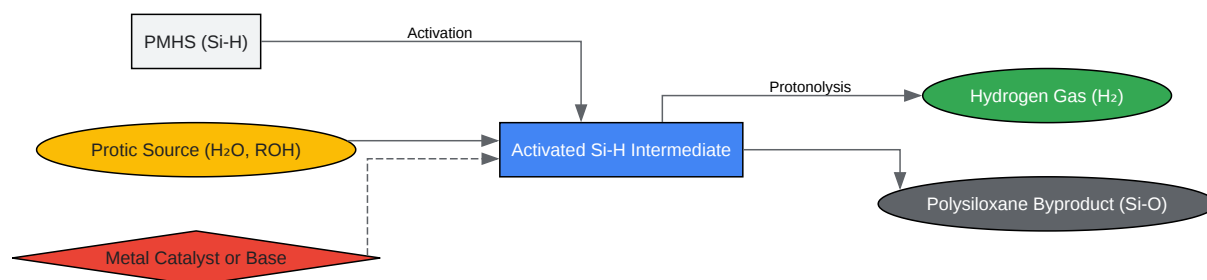 PMHS (Si-H)
Activation
Protonolysis
Hydrogen Gas (H₂)
Protic Source (H₂O, ROH)
Activated Si-H Intermediate
Polysiloxane Byproduct (Si-O)
Metal Catalyst or Base